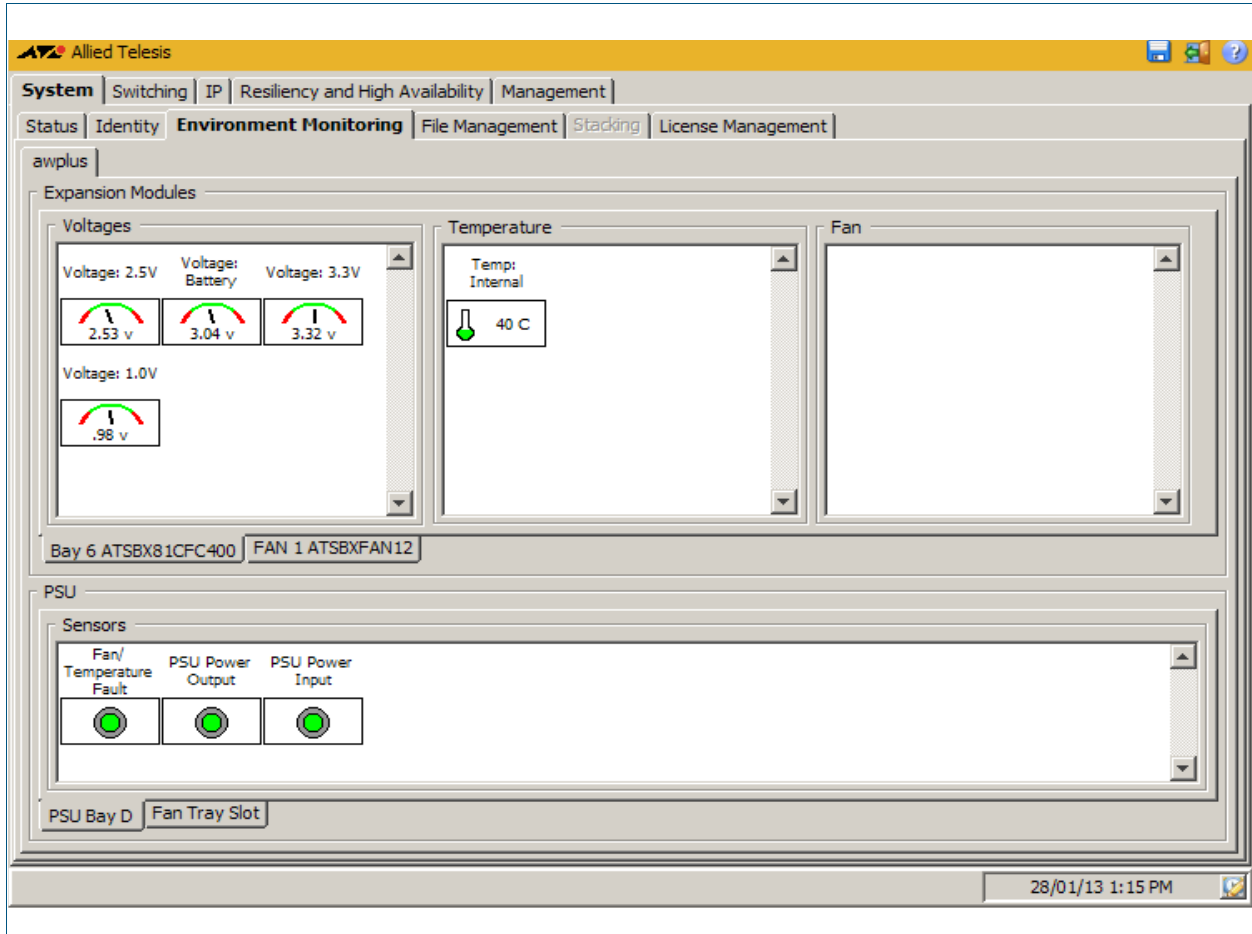 Allied Telesis
System Switching IP Resiliency and High Availability Management
Status Identity Environment Monitoring File Management Stacking License Management
awplus
Expansion Modules
Voltages
Voltage: 2.5V
Voltage:
Battery
Voltage: 3.3V
2.53 v
3.04 v
3.32 v
Voltage: 1.0V
.98 v
Temperature
Temp:
Internal
40 C
Fan
Bay 6 ATSBX81CFC400 FAN 1 ATSBXFAN12
PSU
Sensors
Fan/
Temperature
Fault
PSU Power
Output
PSU Power
Input
PSU Bay D Fan Tray Slot
28/01/13 1:15 PM